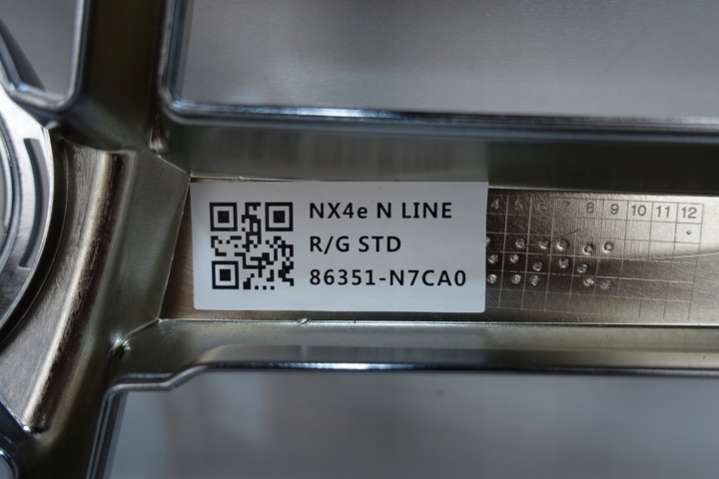 NX4e N LINE
R/G STD
86351-N7CA0
4 5 6 7 8 9 10 11 12